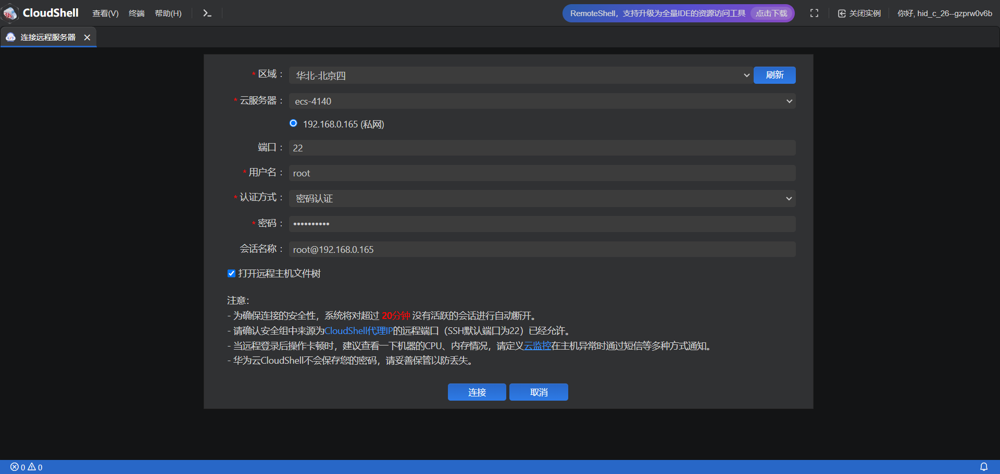 CloudShell 查看(V) 终端 帮助(H) RemoteShell，支持升级为全量IDE的资源访问工具 点击下载 关闭实例 你好, hid_c_26--gzprw0v6b
连接远程服务器
* 区域： 华北-北京四 刷新
* 云服务器： ecs-4140
192.168.0.165 (私网)
端口： 22
* 用户名： root
* 认证方式： 密码认证
* 密码： ••••••••••
会话名称： root@192.168.0.165
打开远程主机文件树
注意：
- 为确保连接的安全性，系统将对超过 20分钟 没有活跃的会话进行自动断开。
- 请确认安全组中来源为CloudShell代理IP的远程端口（SSH默认端口为22）已经允许。
- 当远程登录后操作卡顿时，建议查看一下机器的CPU、内存情况，请定义云监控在主机异常时通过短信等多种方式通知。
- 华为云CloudShell不会保存您的密码，请妥善保管以防丢失。
连接 取消
0 0